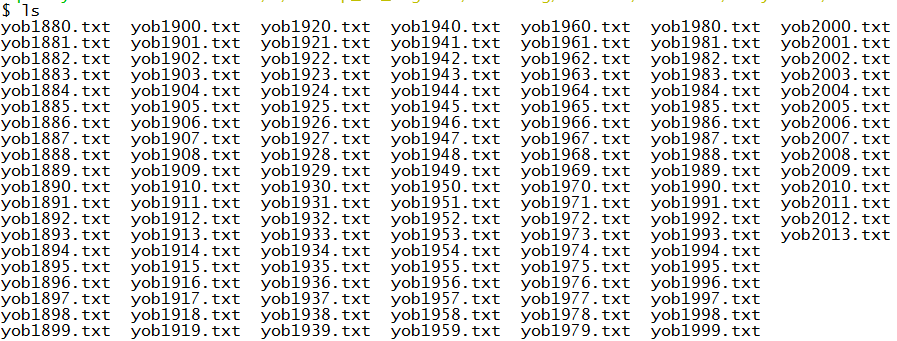 $ ls
yob1880.txt  yob1900.txt  yob1920.txt  yob1940.txt  yob1960.txt  yob1980.txt  yob2000.txt
yob1881.txt  yob1901.txt  yob1921.txt  yob1941.txt  yob1961.txt  yob1981.txt  yob2001.txt
yob1882.txt  yob1902.txt  yob1922.txt  yob1942.txt  yob1962.txt  yob1982.txt  yob2002.txt
yob1883.txt  yob1903.txt  yob1923.txt  yob1943.txt  yob1963.txt  yob1983.txt  yob2003.txt
yob1884.txt  yob1904.txt  yob1924.txt  yob1944.txt  yob1964.txt  yob1984.txt  yob2004.txt
yob1885.txt  yob1905.txt  yob1925.txt  yob1945.txt  yob1965.txt  yob1985.txt  yob2005.txt
yob1886.txt  yob1906.txt  yob1926.txt  yob1946.txt  yob1966.txt  yob1986.txt  yob2006.txt
yob1887.txt  yob1907.txt  yob1927.txt  yob1947.txt  yob1967.txt  yob1987.txt  yob2007.txt
yob1888.txt  yob1908.txt  yob1928.txt  yob1948.txt  yob1968.txt  yob1988.txt  yob2008.txt
yob1889.txt  yob1909.txt  yob1929.txt  yob1949.txt  yob1969.txt  yob1989.txt  yob2009.txt
yob1890.txt  yob1910.txt  yob1930.txt  yob1950.txt  yob1970.txt  yob1990.txt  yob2010.txt
yob1891.txt  yob1911.txt  yob1931.txt  yob1951.txt  yob1971.txt  yob1991.txt  yob2011.txt
yob1892.txt  yob1912.txt  yob1932.txt  yob1952.txt  yob1972.txt  yob1992.txt  yob2012.txt
yob1893.txt  yob1913.txt  yob1933.txt  yob1953.txt  yob1973.txt  yob1993.txt  yob2013.txt
yob1894.txt  yob1914.txt  yob1934.txt  yob1954.txt  yob1974.txt  yob1994.txt
yob1895.txt  yob1915.txt  yob1935.txt  yob1955.txt  yob1975.txt  yob1995.txt
yob1896.txt  yob1916.txt  yob1936.txt  yob1956.txt  yob1976.txt  yob1996.txt
yob1897.txt  yob1917.txt  yob1937.txt  yob1957.txt  yob1977.txt  yob1997.txt
yob1898.txt  yob1918.txt  yob1938.txt  yob1958.txt  yob1978.txt  yob1998.txt
yob1899.txt  yob1919.txt  yob1939.txt  yob1959.txt  yob1979.txt  yob1999.txt